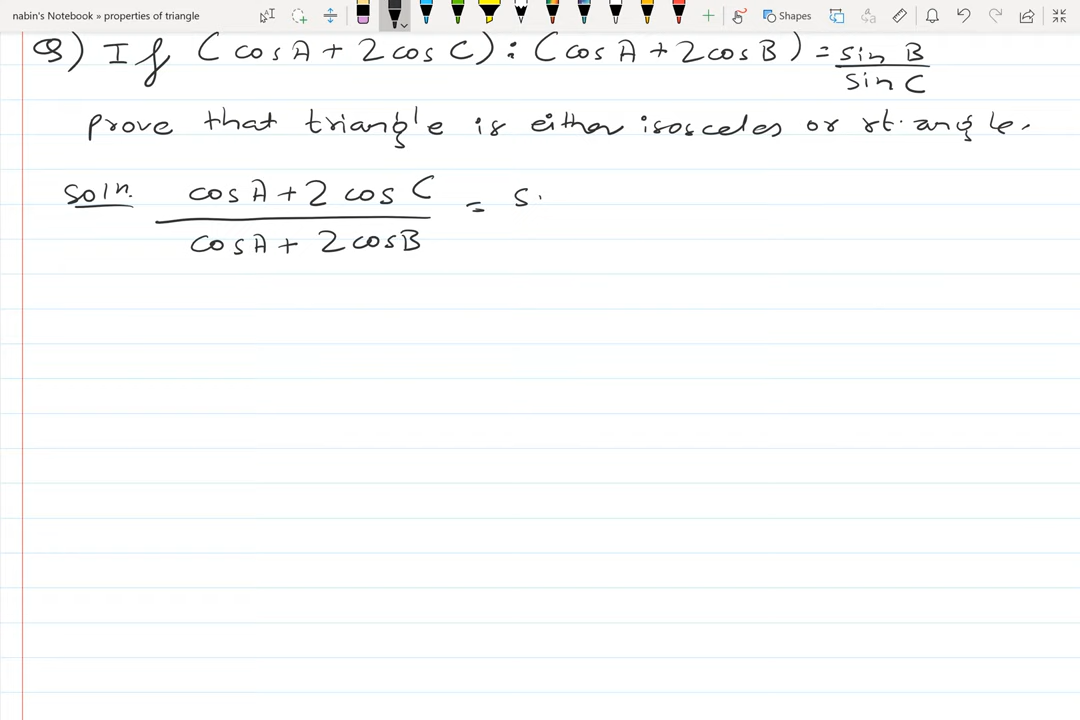 nabin's Notebook » properties of triangle
Shapes
Q) If (cos A + 2 cos C) : (cos A + 2 cos B) = sin B
sin C
prove that triangle is either isosceles or rt. angle.
Soln. cos A + 2 cos C = s.
cos A + 2 cos B